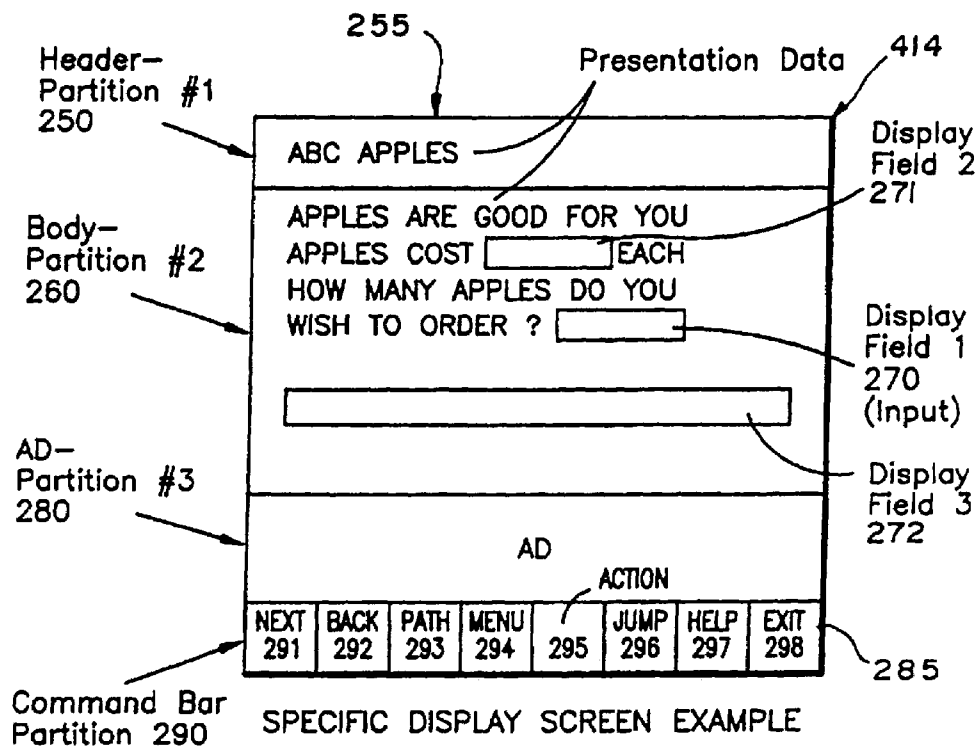 255
414
Header–
Partition #1
250
Presentation Data
ABC APPLES
Display
Field 2
271
Body–
Partition #2
260
APPLES ARE GOOD FOR YOU
APPLES COST EACH
HOW MANY APPLES DO YOU
WISH TO ORDER ?
Display
Field 1
270
(Input)
AD–
Partition #3
280
Display
Field 3
272
AD
ACTION
NEXT BACK PATH MENU JUMP HELP EXIT
291 292 293 294 295 296 297 298
285
Command Bar
Partition 290
SPECIFIC DISPLAY SCREEN EXAMPLE